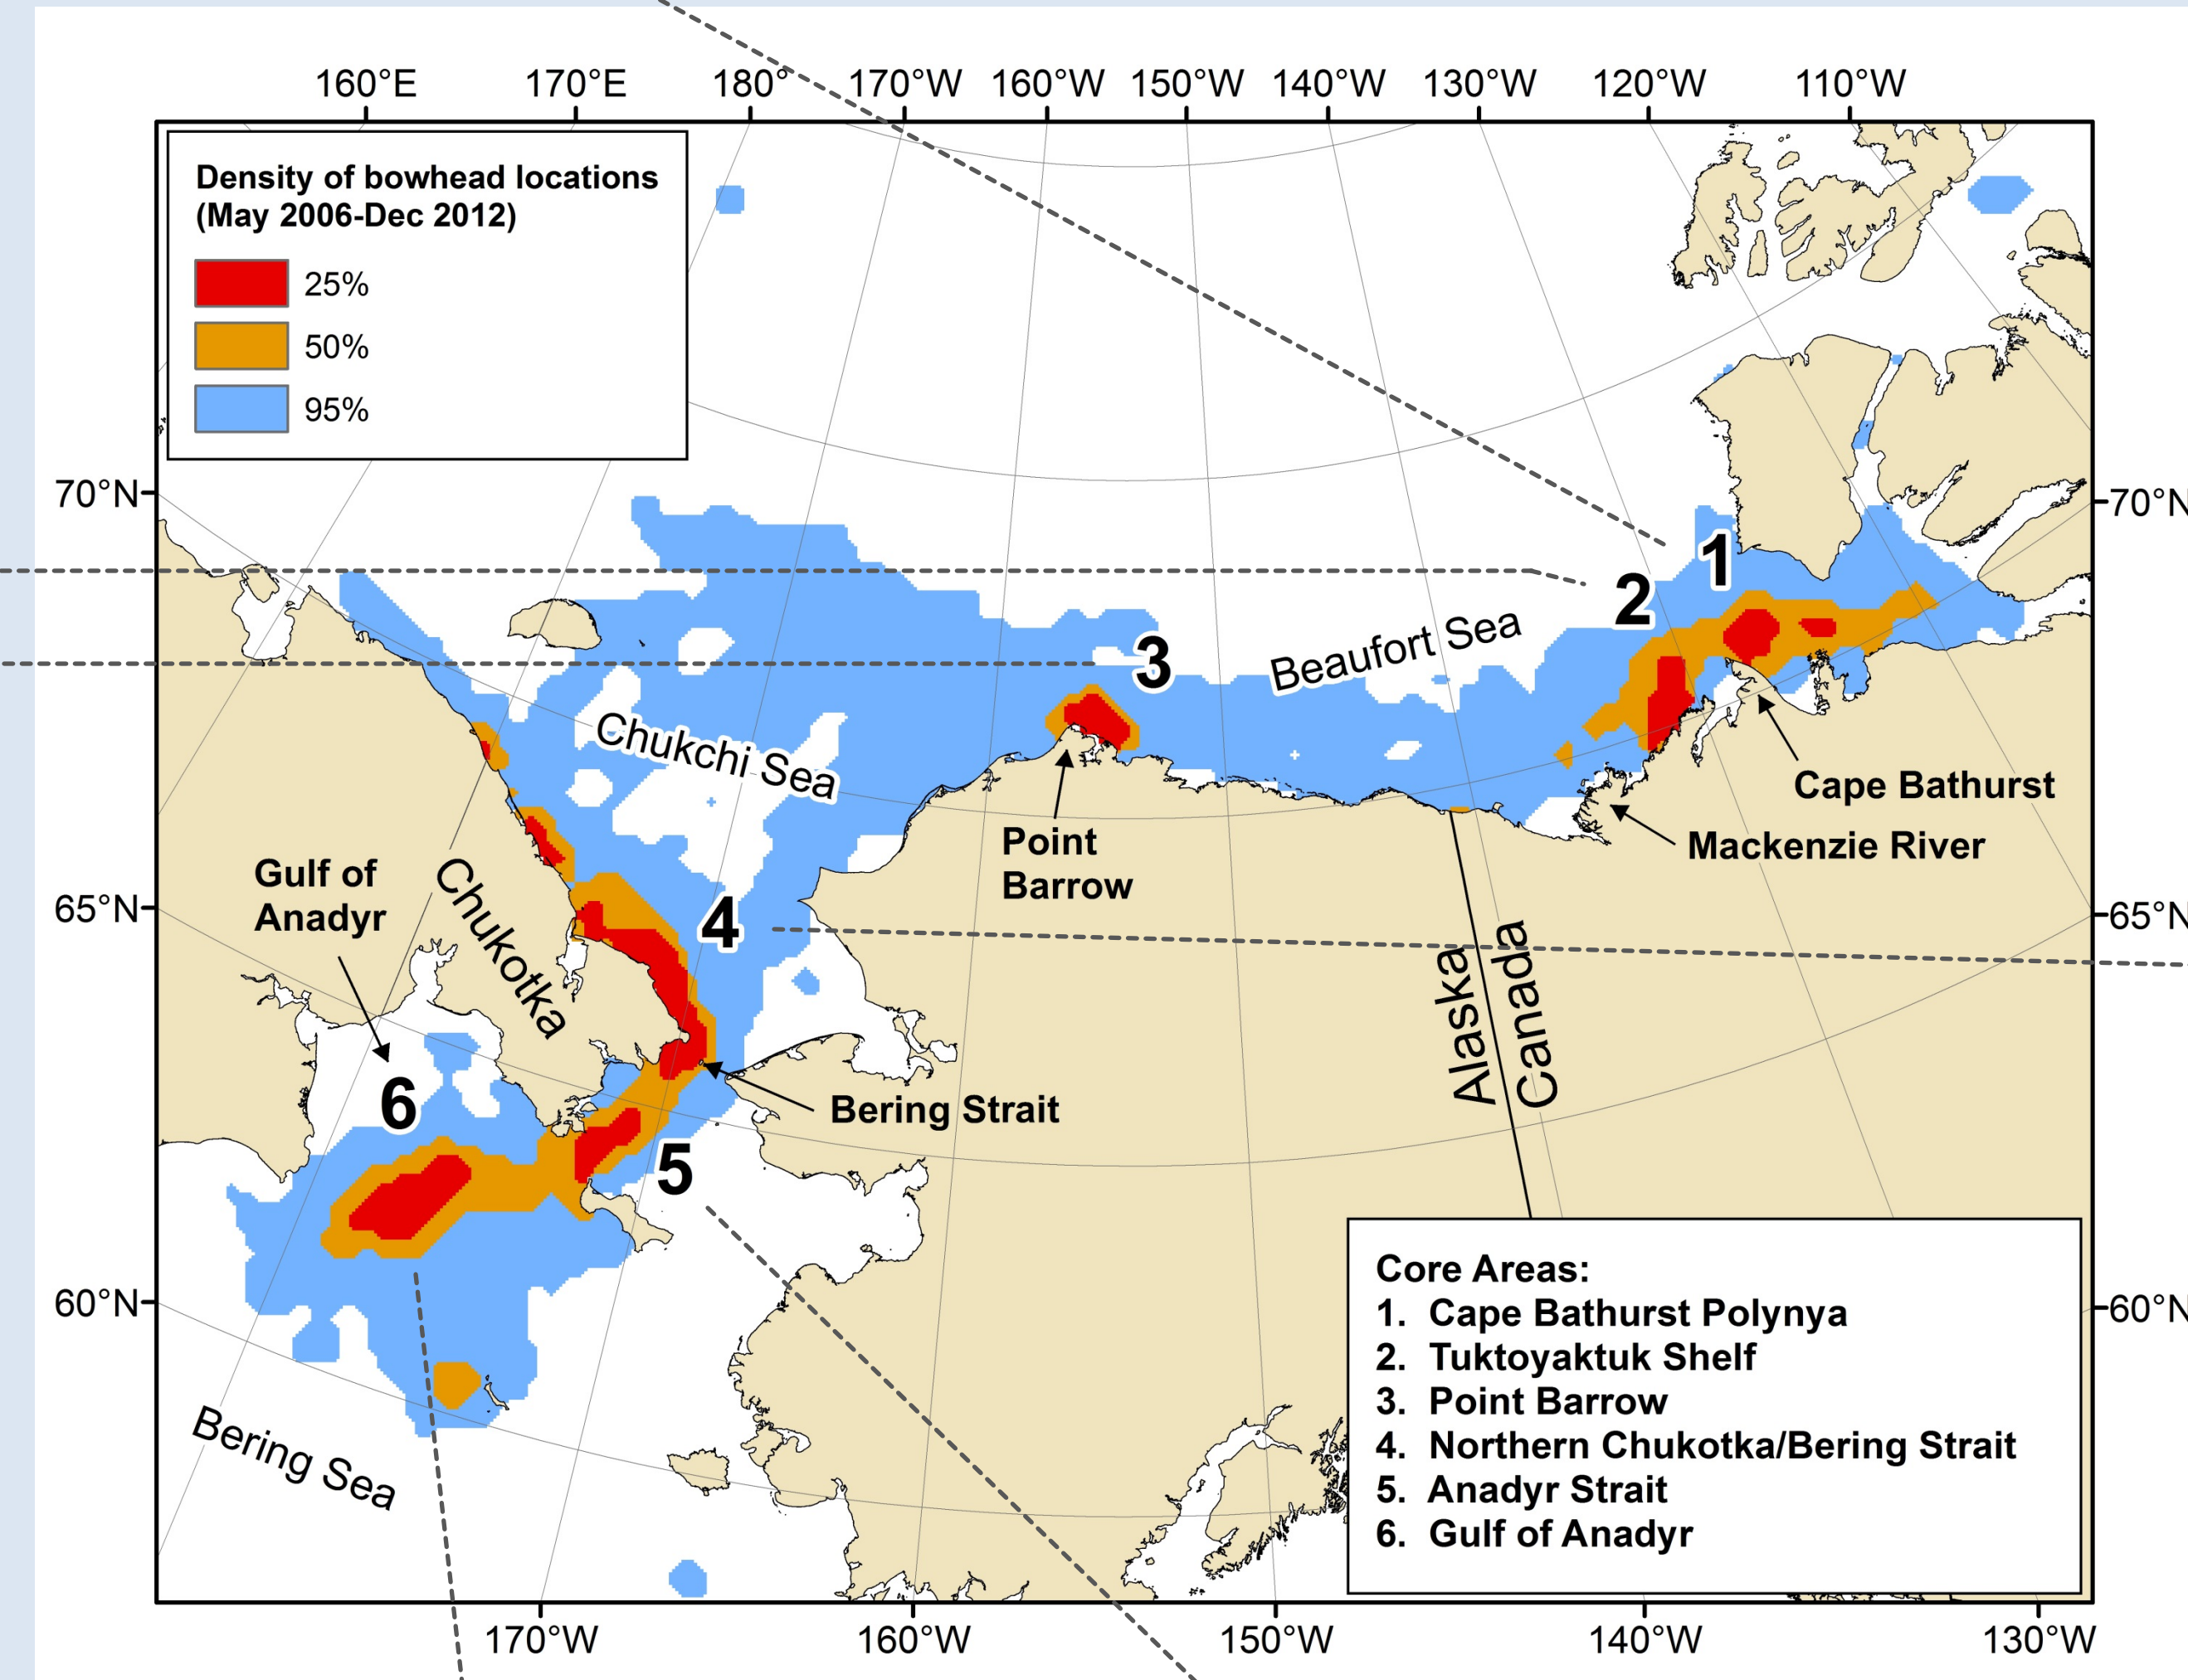 160°E 170°E 180° 170°W 160°W 150°W 140°W 130°W 120°W 110°W
Density of bowhead locations
(May 2006-Dec 2012)
25%
50%
95%
70°N
70°N
1
2
3
Beaufort Sea
Chukchi Sea
Cape Bathurst
Mackenzie River
Point
Barrow
Gulf of
Anadyr
Chukotka
65°N
65°N
4
Alaska
Canada
6
Bering Strait
5
60°N
60°N
Bering Sea
Core Areas:
1. Cape Bathurst Polynya
2. Tuktoyaktuk Shelf
3. Point Barrow
4. Northern Chukotka/Bering Strait
5. Anadyr Strait
6. Gulf of Anadyr
170°W 160°W 150°W 140°W 130°W